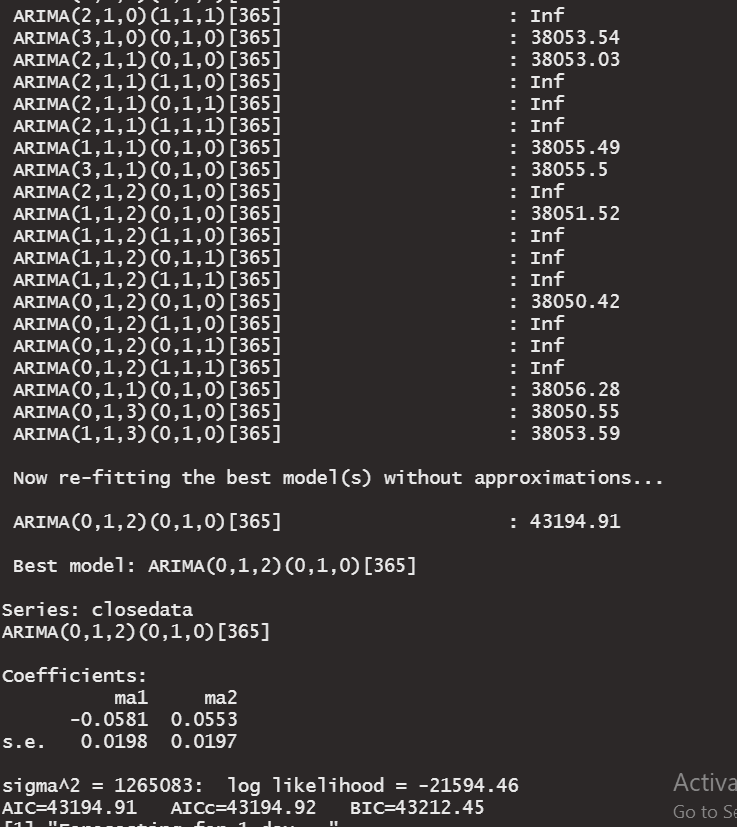 ARIMA(2,1,0)(1,1,1)[365] : Inf
ARIMA(3,1,0)(0,1,0)[365] : 38053.54
ARIMA(2,1,1)(0,1,0)[365] : 38053.03
ARIMA(2,1,1)(1,1,0)[365] : Inf
ARIMA(2,1,1)(0,1,1)[365] : Inf
ARIMA(2,1,1)(1,1,1)[365] : Inf
ARIMA(1,1,1)(0,1,0)[365] : 38055.49
ARIMA(3,1,1)(0,1,0)[365] : 38055.5
ARIMA(2,1,2)(0,1,0)[365] : Inf
ARIMA(1,1,2)(0,1,0)[365] : 38051.52
ARIMA(1,1,2)(1,1,0)[365] : Inf
ARIMA(1,1,2)(0,1,1)[365] : Inf
ARIMA(1,1,2)(1,1,1)[365] : Inf
ARIMA(0,1,2)(0,1,0)[365] : 38050.42
ARIMA(0,1,2)(1,1,0)[365] : Inf
ARIMA(0,1,2)(0,1,1)[365] : Inf
ARIMA(0,1,2)(1,1,1)[365] : Inf
ARIMA(0,1,1)(0,1,0)[365] : 38056.28
ARIMA(0,1,3)(0,1,0)[365] : 38050.55
ARIMA(1,1,3)(0,1,0)[365] : 38053.59
Now re-fitting the best model(s) without approximations...
ARIMA(0,1,2)(0,1,0)[365] : 43194.91
Best model: ARIMA(0,1,2)(0,1,0)[365]
Series: closedata
ARIMA(0,1,2)(0,1,0)[365]
Coefficients:
ma1 ma2
-0.0581 0.0553
s.e. 0.0198 0.0197
sigma^2 = 1265083: log likelihood = -21594.46
AIC=43194.91 AICc=43194.92 BIC=43212.45
[1] "Forecasting for 1 day
Activa
Go to Se